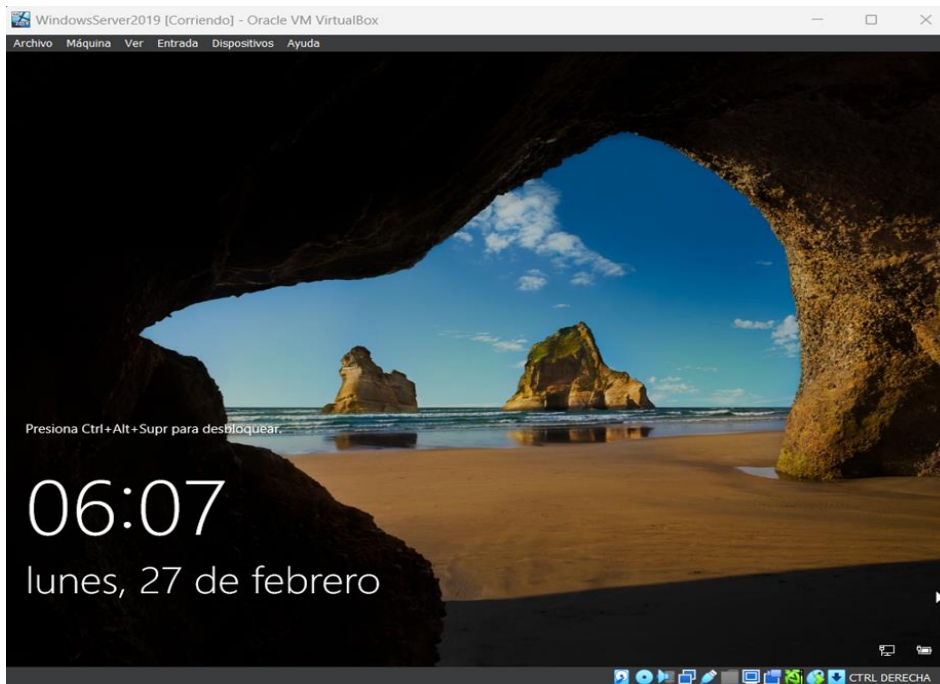 WindowsServer2019 [Corriendo] - Oracle VM VirtualBox
Archivo Máquina Ver Entrada Dispositivos Ayuda
Presiona Ctrl+Alt+Supr para desbloquear.
06:07
lunes, 27 de febrero
CTRL DERECHA